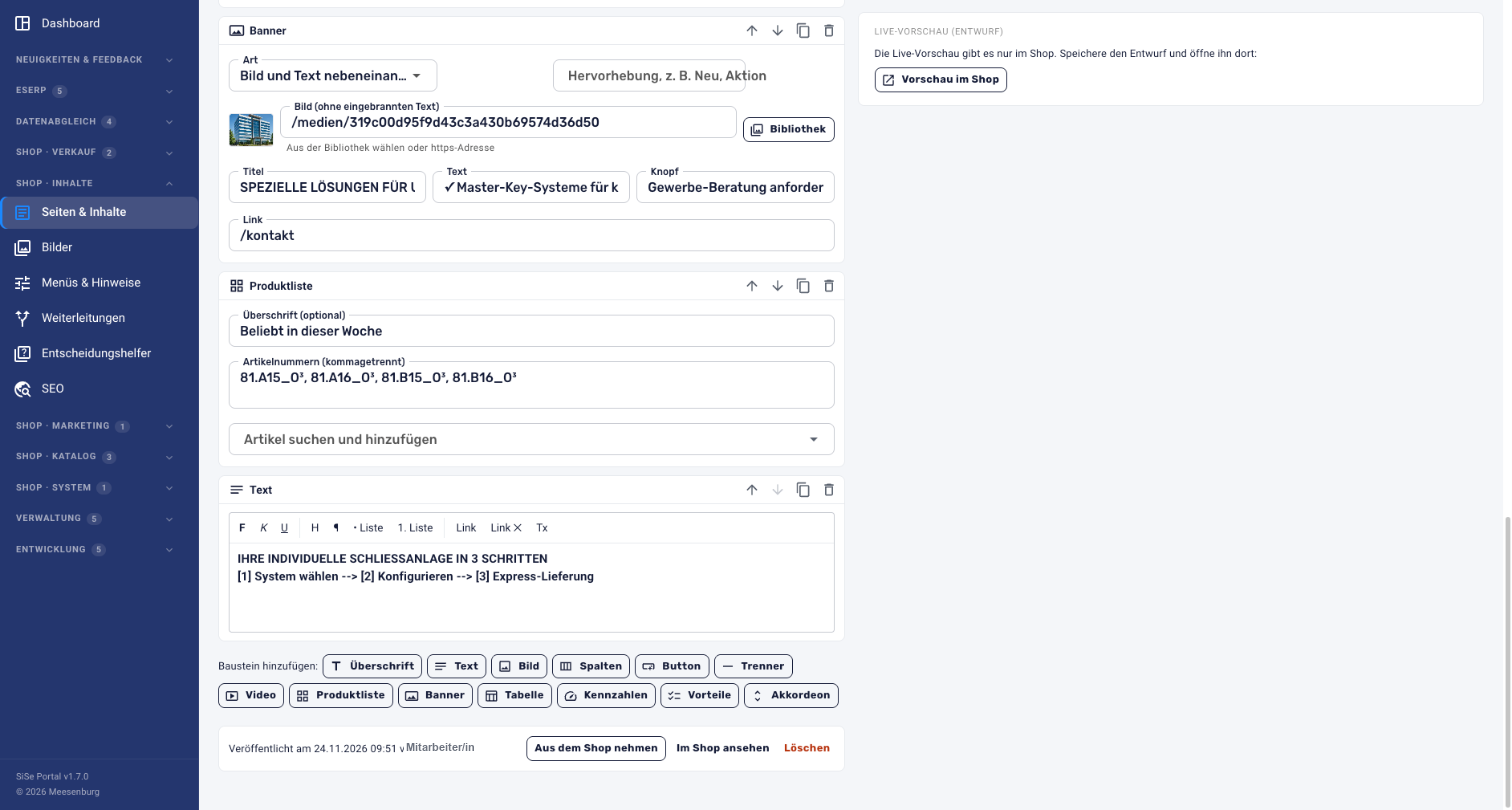 Dashboard
NEUIGKEITEN & FEEDBACK
ESERP 5
DATENABGLEICH 4
SHOP · VERKAUF 2
SHOP · INHALTE
Seiten & Inhalte
Bilder
Menüs & Hinweise
Weiterleitungen
Entscheidungshelfer
SEO
SHOP · MARKETING 1
SHOP · KATALOG 3
SHOP · SYSTEM 1
VERWALTUNG 5
ENTWICKLUNG 5
SiSe Portal v1.7.0
© 2026 Meesenburg
Banner
Art
Bild und Text nebeneinan...
Hervorhebung, z. B. Neu, Aktion
Bild (ohne eingebrannten Text)
/medien/319c00d95f9d43c3a430b69574d36d50
Bibliothek
Aus der Bibliothek wählen oder https-Adresse
Titel
SPEZIELLE LÖSUNGEN FÜR
Text
✓Master-Key-Systeme für k
Knopf
Gewerbe-Beratung anforder
Link
/kontakt
Produktliste
Überschrift (optional)
Beliebt in dieser Woche
Artikelnummern (kommagetrennt)
81.A15_0³, 81.A16_0³, 81.B15_0³, 81.B16_0³
Artikel suchen und hinzufügen
Text
F K U H ¶ · Liste 1. Liste Link Link✕ Tx
IHRE INDIVIDUELLE SCHLIESSANLAGE IN 3 SCHRITTEN
[1] System wählen --> [2] Konfigurieren --> [3] Express-Lieferung
Baustein hinzufügen: Überschrift Text Bild Spalten Button Trenner
Video Produktliste Banner Tabelle Kennzahlen Vorteile Akkordeon
Veröffentlicht am 24.11.2026 09:51 v Mitarbeiter/in Aus dem Shop nehmen Im Shop ansehen Löschen
LIVE-VORSCHAU (ENTWURF)
Die Live-Vorschau gibt es nur im Shop. Speichere den Entwurf und öffne ihn dort:
Vorschau im Shop